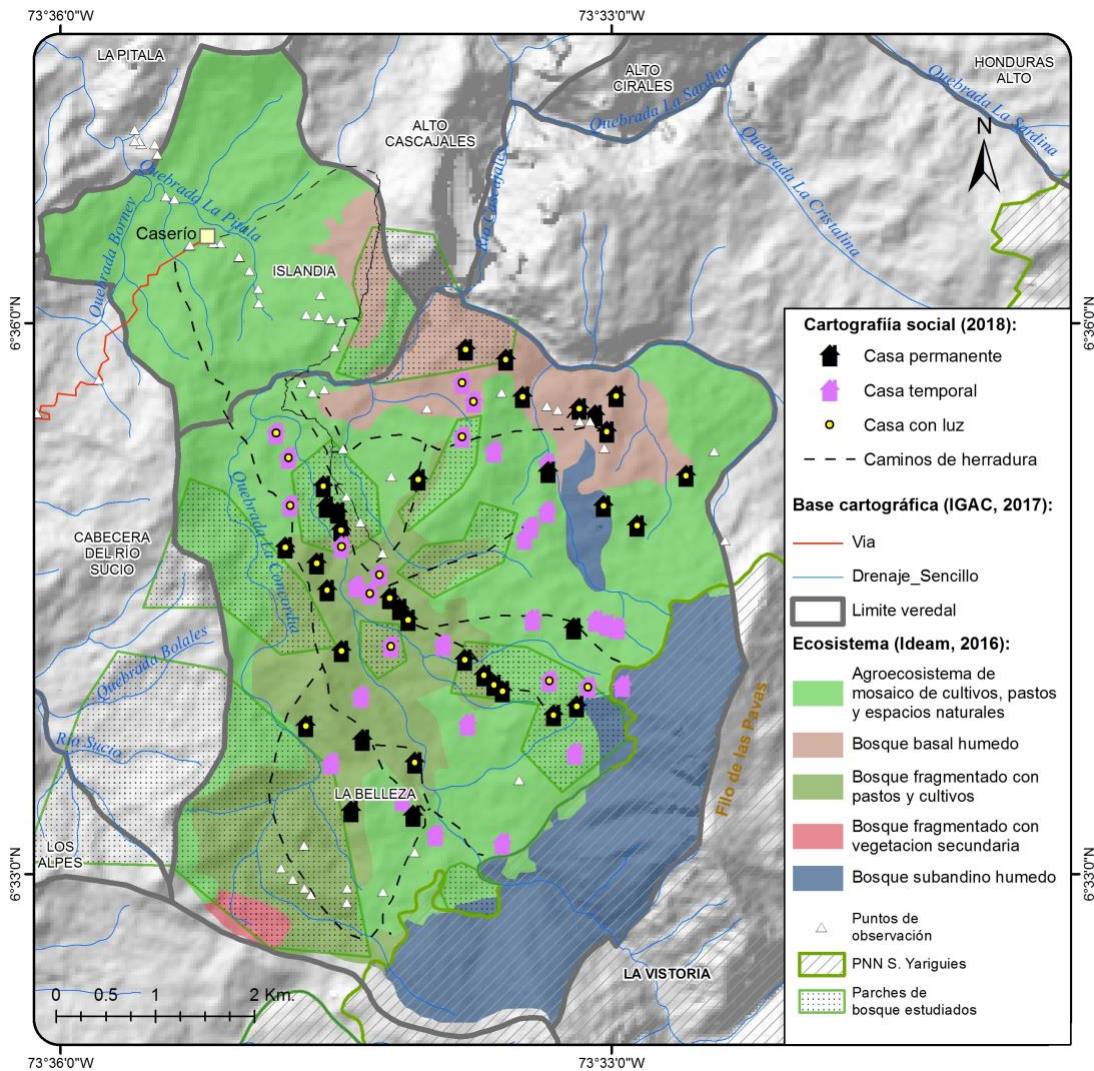 73°36'0"W
73°33'0"W
LA PITALA
ALTO
CIRALES
HONDURAS
ALTO
Quebrada La Sardina
Quebrada La Sardina
ALTO
CASCAJALES
N
Quebrada La Cristalina
Quebrada La Pitala
Río Cascajales
Caserío
Quebrada Borney
ISLANDIA
6°36'0"N
6°36'0"N
Cartografiía social (2018):
Casa permanente
Casa temporal
Casa con luz
Caminos de herradura
Base cartográfica (IGAC, 2017):
Via
Drenaje_Sencillo
Limite veredal
Ecosistema (Ideam, 2016):
Agroecosistema de
mosaico de cultivos, pastos
y espacios naturales
Bosque basal humedo
Bosque fragmentado con
pastos y cultivos
Bosque fragmentado con
vegetacion secundaria
Bosque subandino humedo
Puntos de
observación
PNN S. Yariguies
Parches de
bosque estudiados
Quebrada La Concordia
CABECERA
DEL RÍO
SUCIO
Quebrada Bolales
Río Sucio
Filo de las Pavas
LA BELLEZA
LOS
ALPES
6°33'0"N
6°33'0"N
LA VISTORIA
0 0.5 1 2 Km.
73°36'0"W
73°33'0"W